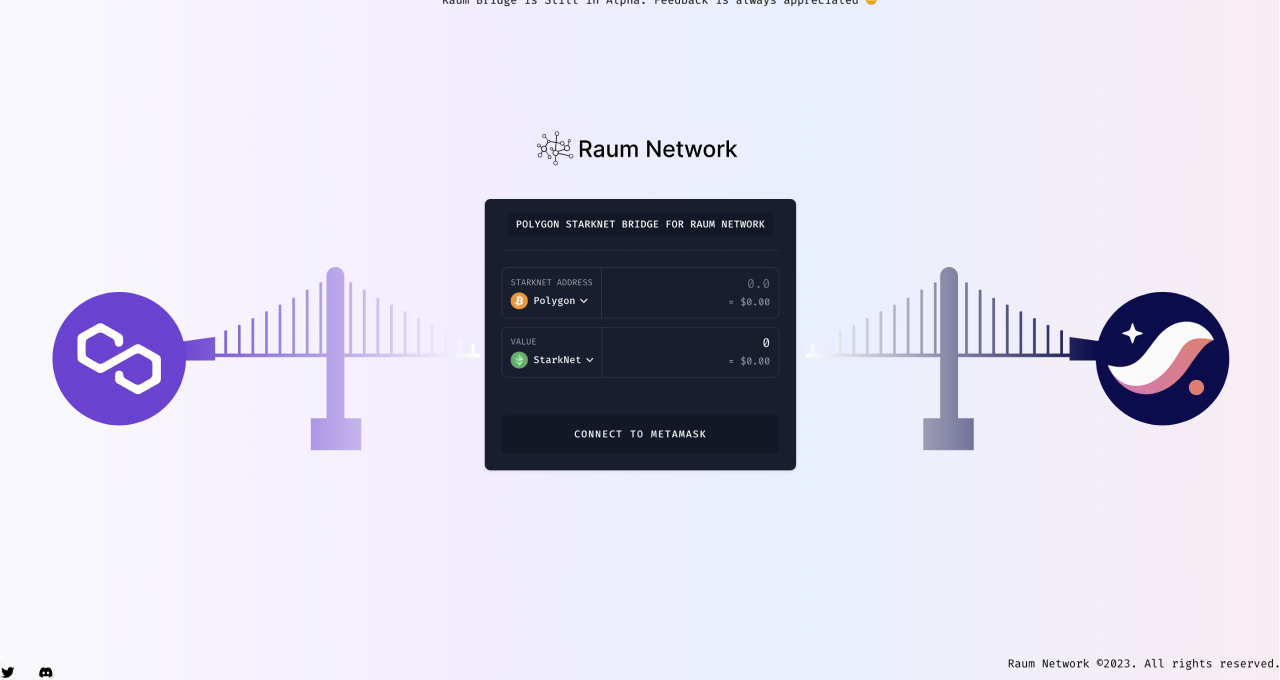 Raum Bridge is Still in Alpha. Feedback is always appreciated 😊
Raum Network
POLYGON STARKNET BRIDGE FOR RAUM NETWORK
STARKNET ADDRESS
0.0
Polygon
= $0.00
VALUE
0
StarkNet
= $0.00
CONNECT TO METAMASK
Raum Network ©2023. All rights reserved.